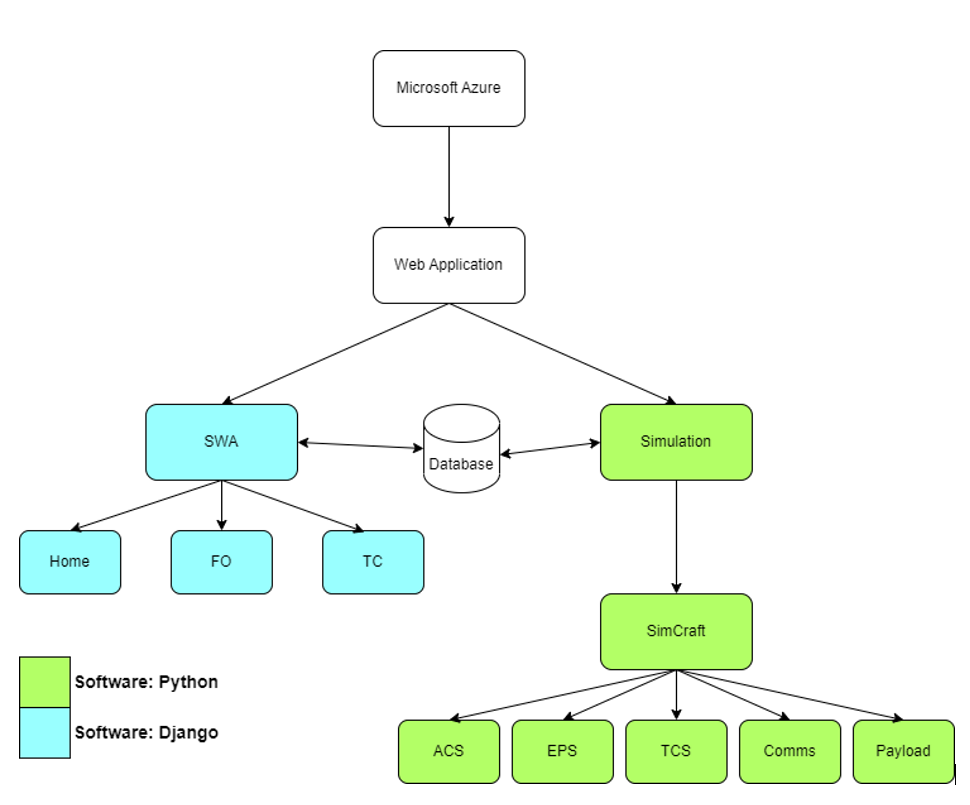 Microsoft Azure
Web Application
SWA
Database
Simulation
Home
FO
TC
SimCraft
Software: Python
Software: Django
ACS
EPS
TCS
Comms
Payload